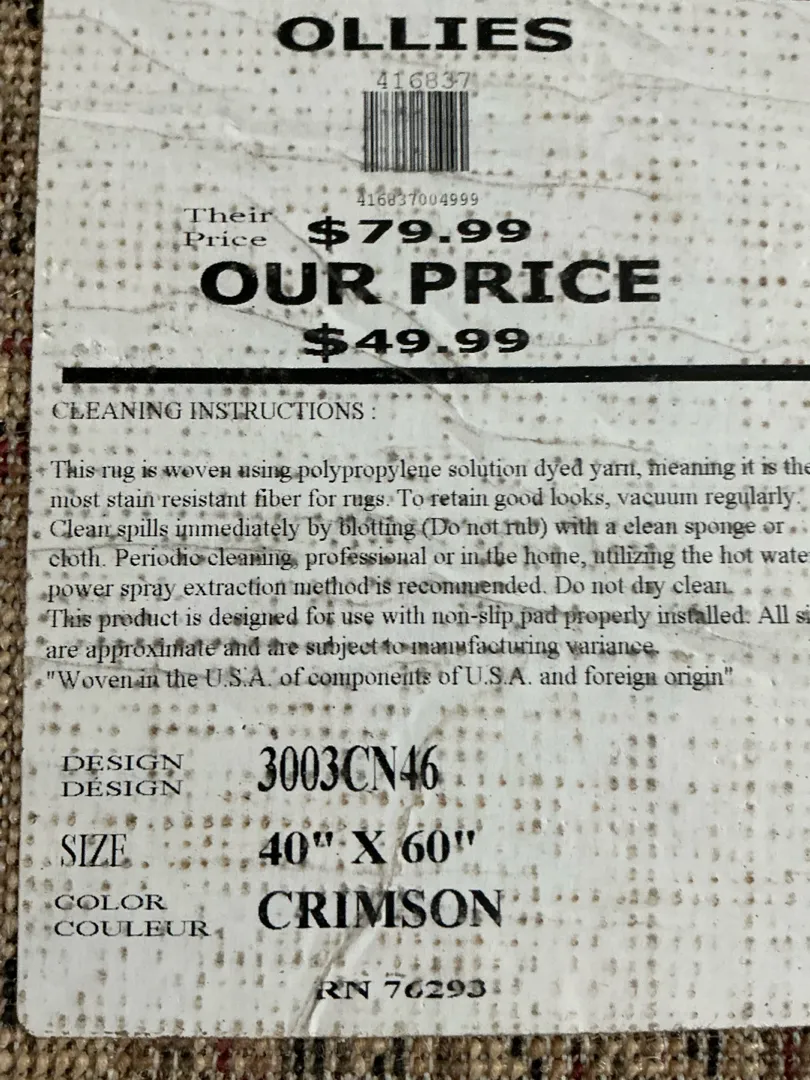 OLLIES
416837
416837004999
Their
Price $79.99
OUR PRICE
$49.99
CLEANING INSTRUCTIONS :
This rug is woven using polypropylene solution dyed yarn, meaning it is the
most stain resistant fiber for rugs. To retain good looks, vacuum regularly.
Clean spills immediately by blotting (Do not rub) with a clean sponge or
cloth. Periodic cleaning, professional or in the home, utilizing the hot wate
power spray extraction method is recommended. Do not dry clean.
This product is designed for use with non-slip pad properly installed. All si
are approximate and are subject to manufacturing variance.
"Woven in the U.S.A. of components of U.S.A. and foreign origin"
DESIGN 3003CN46
DESIGN
SIZE 40" X 60"
COLOR CRIMSON
COULEUR
RN 76293